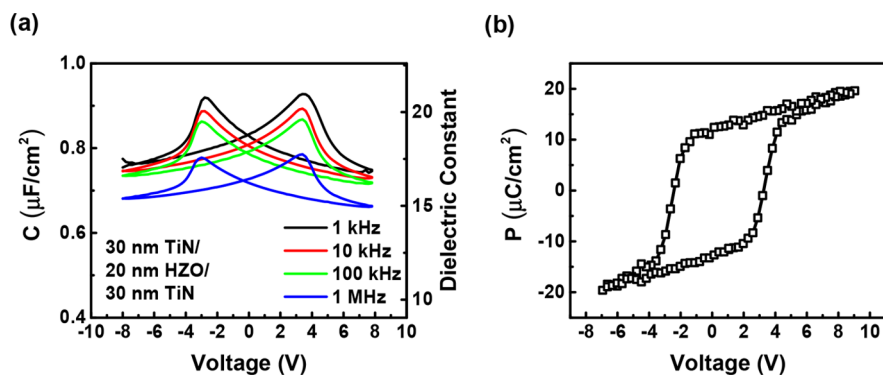 (a)
1.0
0.8
0.6
0.4
C (µF/cm²)
20
15
10
Dielectric Constant
30 nm TiN/
20 nm HZO/
30 nm TiN
1 kHz
10 kHz
100 kHz
1 MHz
-10 -8 -6 -4 -2 0 2 4 6 8 10
Voltage (V)
(b)
20
10
0
-10
-20
P (µC/cm²)
-8 -6 -4 -2 0 2 4 6 8 10
Voltage (V)